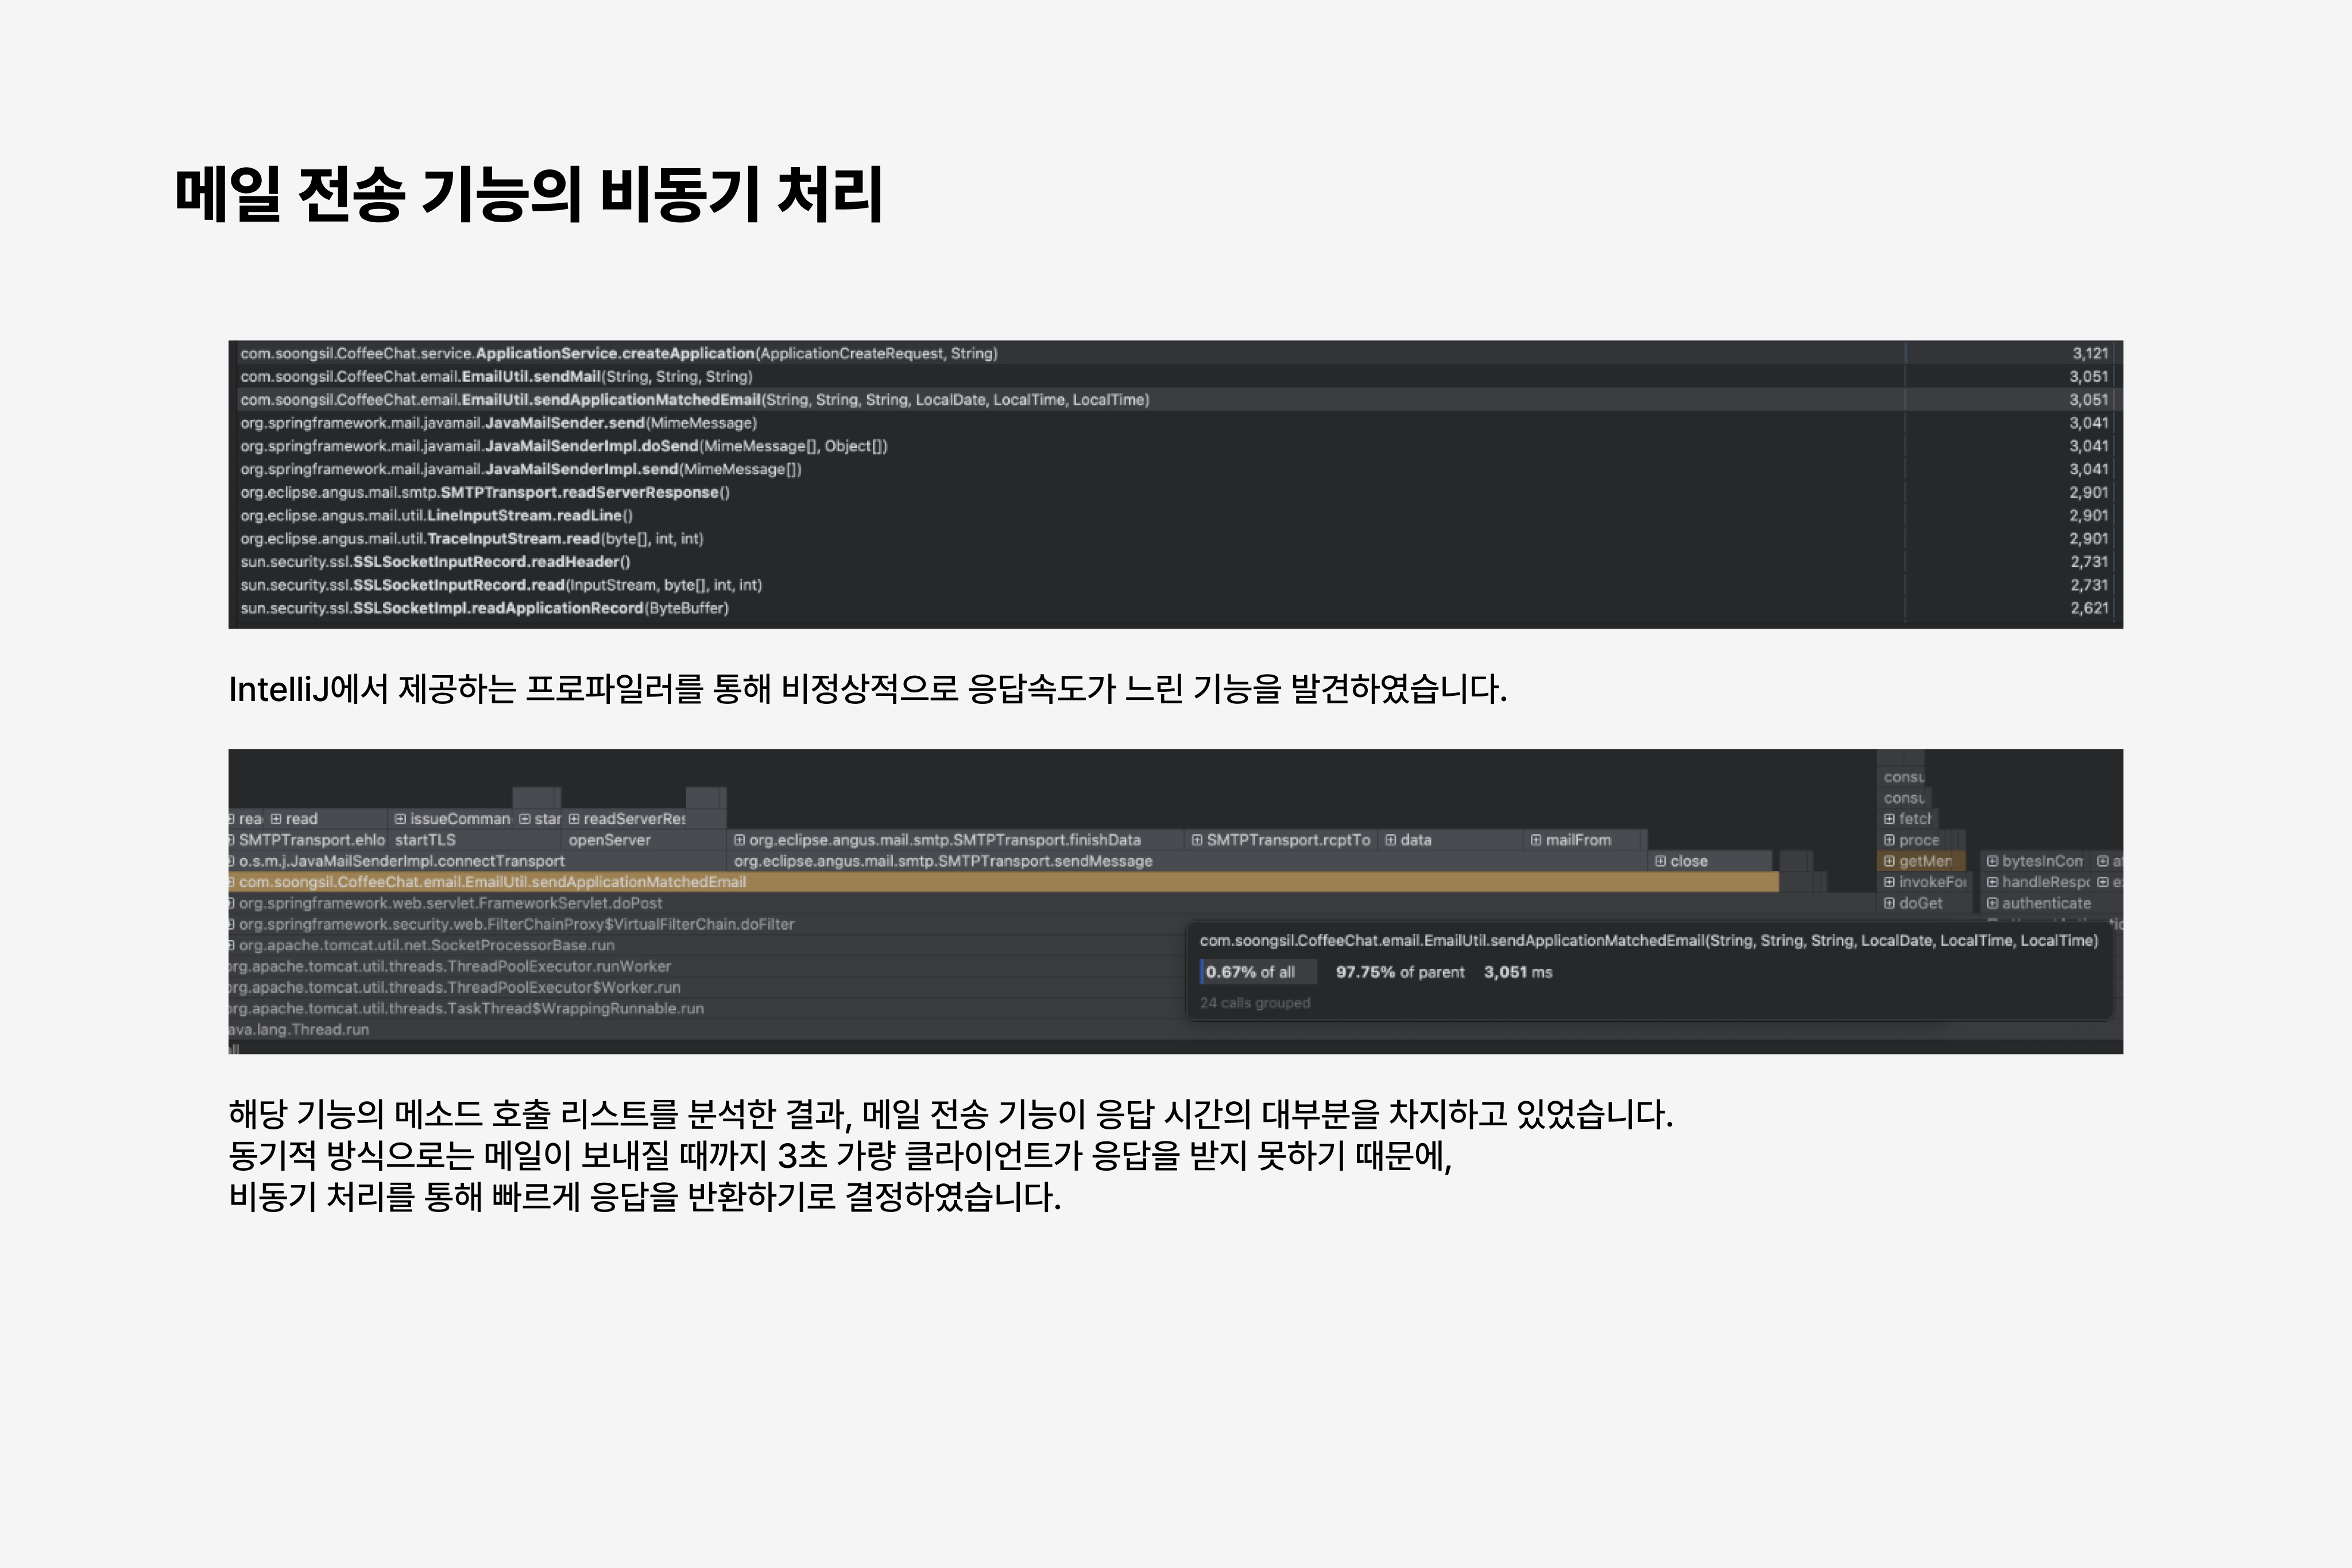 메일 전송 기능의 비동기 처리
com.soongsil.CoffeeChat.service.ApplicationService.createApplication(ApplicationCreateRequest, String) 3,121
com.soongsil.CoffeeChat.email.EmailUtil.sendMail(String, String, String) 3,051
com.soongsil.CoffeeChat.email.EmailUtil.sendApplicationMatchedEmail(String, String, String, LocalDate, LocalTime, LocalTime) 3,051
org.springframework.mail.javamail.JavaMailSender.send(MimeMessage) 3,041
org.springframework.mail.javamail.JavaMailSenderImpl.doSend(MimeMessage[], Object[]) 3,041
org.springframework.mail.javamail.JavaMailSenderImpl.send(MimeMessage[]) 3,041
org.eclipse.angus.mail.smtp.SMTPTransport.readServerResponse() 2,901
org.eclipse.angus.mail.util.LineInputStream.readLine() 2,901
org.eclipse.angus.mail.util.TraceInputStream.read(byte[], int, int) 2,901
sun.security.ssl.SSLSocketInputRecord.readHeader() 2,731
sun.security.ssl.SSLSocketInputRecord.read(InputStream, byte[], int, int) 2,731
sun.security.ssl.SSLSocketImpl.readApplicationRecord(ByteBuffer) 2,621
IntelliJ에서 제공하는 프로파일러를 통해 비정상적으로 응답속도가 느린 기능을 발견하였습니다.
consu
consu
rea read issueComman star readServerRes fetch
SMTPTransport.ehlo startTLS openServer org.eclipse.angus.mail.smtp.SMTPTransport.finishData SMTPTransport.rcptTo data mailFrom proce
o.s.m.j.JavaMailSenderImpl.connectTransport org.eclipse.angus.mail.smtp.SMTPTransport.sendMessage close getMen bytesInCom
com.soongsil.CoffeeChat.email.EmailUtil.sendApplicationMatchedEmail invokeFo handleRespo
org.springframework.web.servlet.FrameworkServlet.doPost doGet authenticate
org.springframework.security.web.FilterChainProxy$VirtualFilterChain.doFilter
org.apache.tomcat.util.net.SocketProcessorBase.run
org.apache.tomcat.util.threads.ThreadPoolExecutor.runWorker
org.apache.tomcat.util.threads.ThreadPoolExecutor$Worker.run
org.apache.tomcat.util.threads.TaskThread$WrappingRunnable.run
java.lang.Thread.run
com.soongsil.CoffeeChat.email.EmailUtil.sendApplicationMatchedEmail(String, String, String, LocalDate, LocalTime, LocalTime)
0.67% of all 97.75% of parent 3,051 ms
24 calls grouped
해당 기능의 메소드 호출 리스트를 분석한 결과, 메일 전송 기능이 응답 시간의 대부분을 차지하고 있었습니다.
동기적 방식으로는 메일이 보내질 때까지 3초 가량 클라이언트가 응답을 받지 못하기 때문에,
비동기 처리를 통해 빠르게 응답을 반환하기로 결정하였습니다.